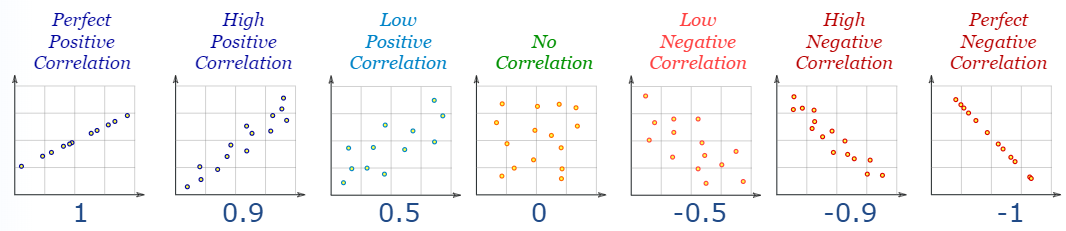 Perfect
Positive
Correlation
High
Positive
Correlation
Low
Positive
Correlation
No
Correlation
Low
Negative
Correlation
High
Negative
Correlation
Perfect
Negative
Correlation
1
0.9
0.5
0
-0.5
-0.9
-1